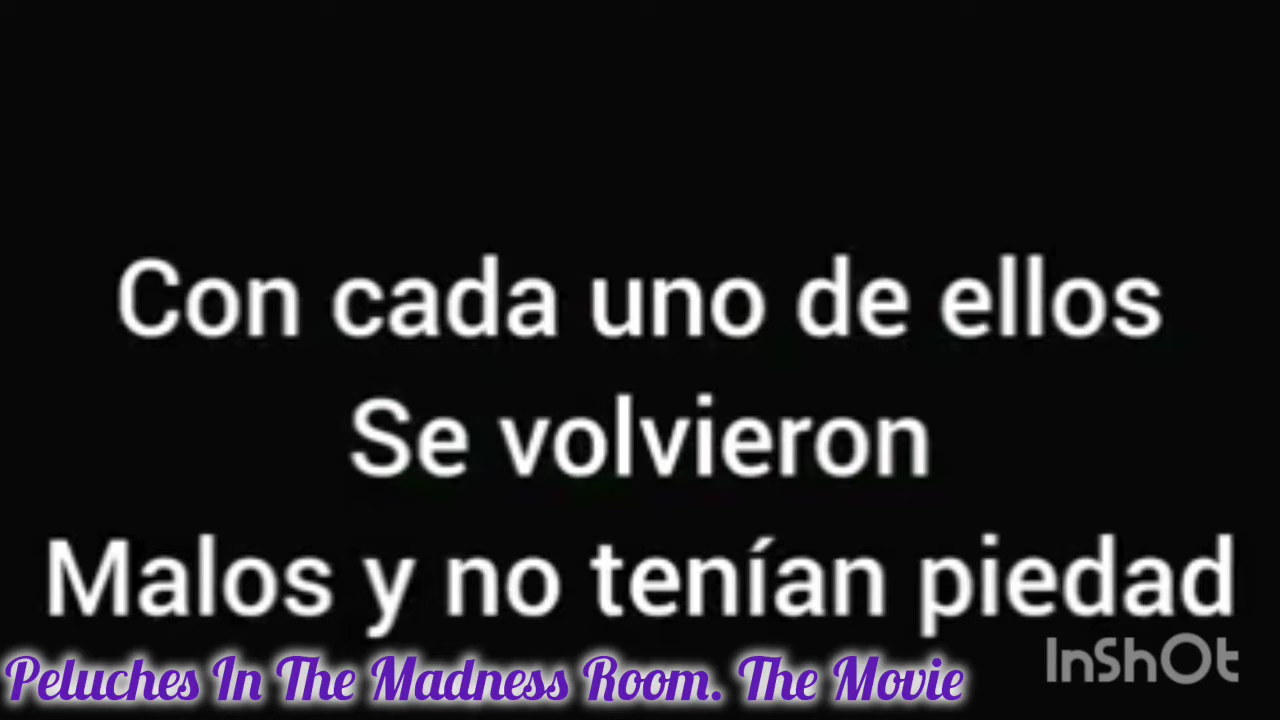 Con cada uno de ellos
Se volvieron
Malos y no tenían piedad
InShOt
Peluches In The Madness Room. The Movie